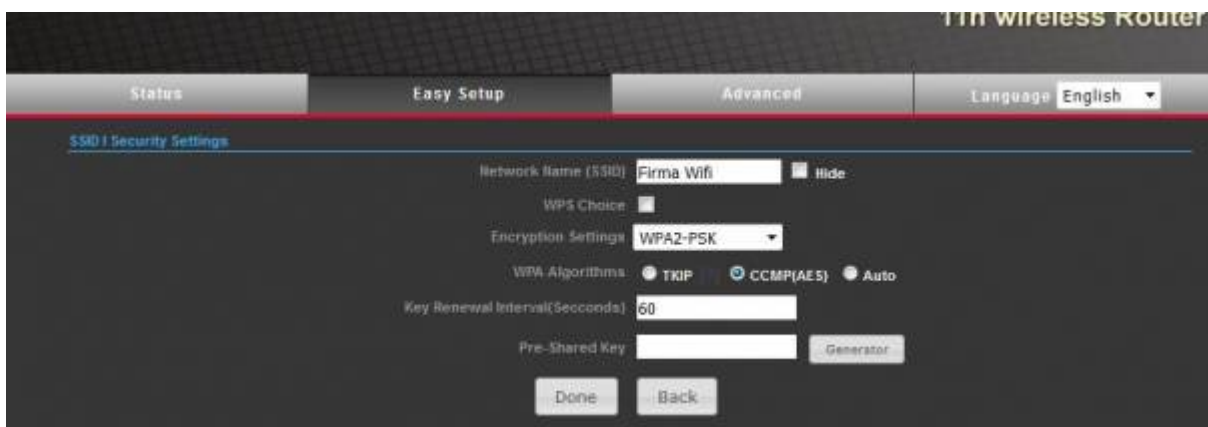 11n Wireless Router
Status Easy Setup Advanced Language English
SSID1 Security Settings
Network Name (SSID) Firma Wifi Hide
WPS Choice
Encryption Settings WPA2-PSK
WPA Algorithms TKIP CCMP(AES) Auto
Key Renewal Interval(Secconds) 60
Pre-Shared Key Generator
Done Back